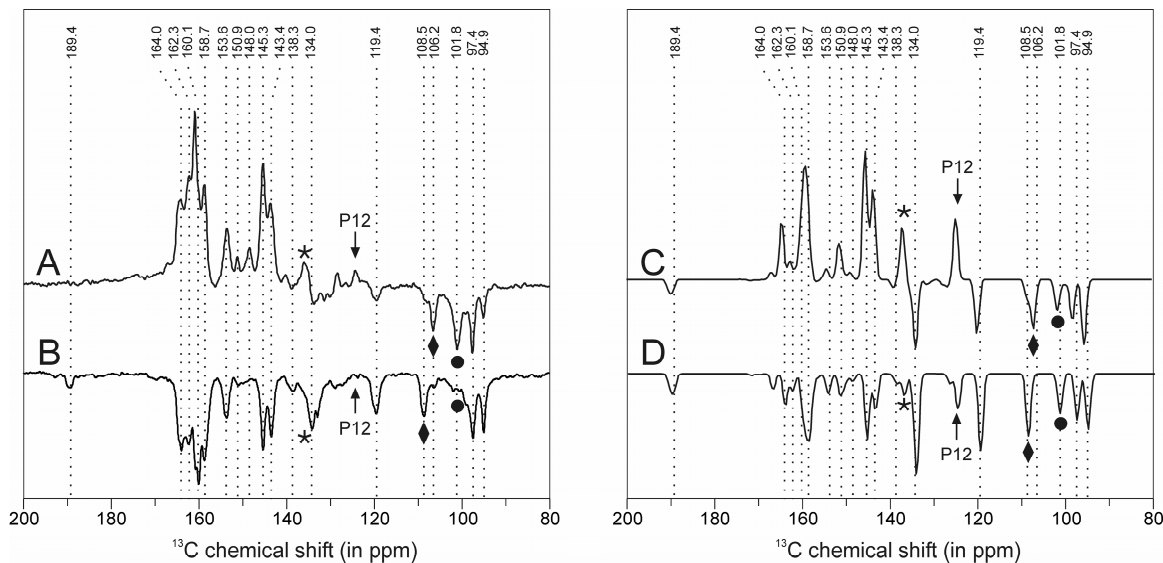 189.4 164.0 162.3 160.1 158.7 153.6 150.9 148.0 145.3 143.4 138.3 134.0 119.4 108.5 106.2 101.8 97.4 94.9
P12
*
A
B
*
P12
200 180 160 140 120 100 80
13C chemical shift (in ppm)
189.4 164.0 162.3 160.1 158.7 153.6 150.9 148.0 145.3 143.4 138.3 134.0 119.4 108.5 106.2 101.8 97.4 94.9
P12
*
C
D
*
P12
200 180 160 140 120 100 80
13C chemical shift (in ppm)